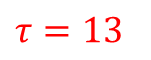 τ = 13